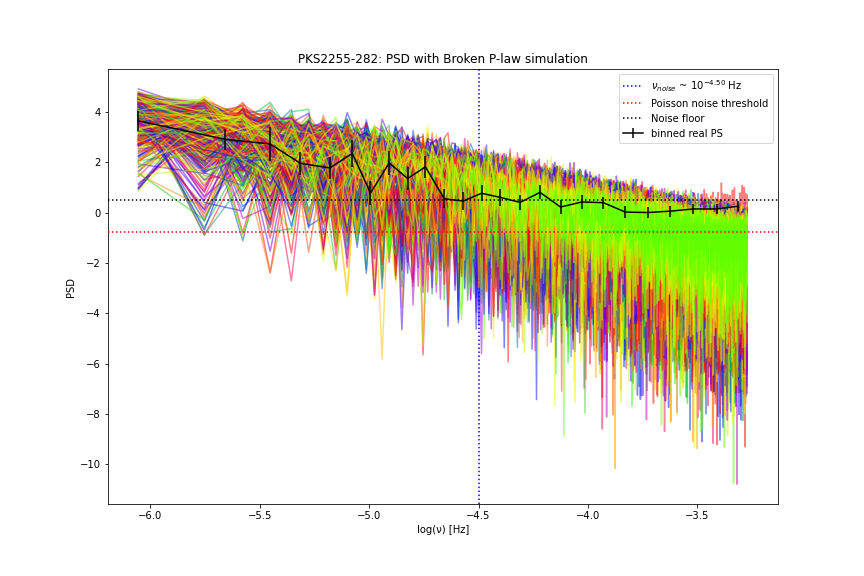 PKS2255-282: PSD with Broken P-law simulation
ν_noise ~ 10^−4.50 Hz
Poisson noise threshold
Noise floor
binned real PS
4
2
0
−2
−4
−6
−8
−10
PSD
−6.0 −5.5 −5.0 −4.5 −4.0 −3.5
log(ν) [Hz]